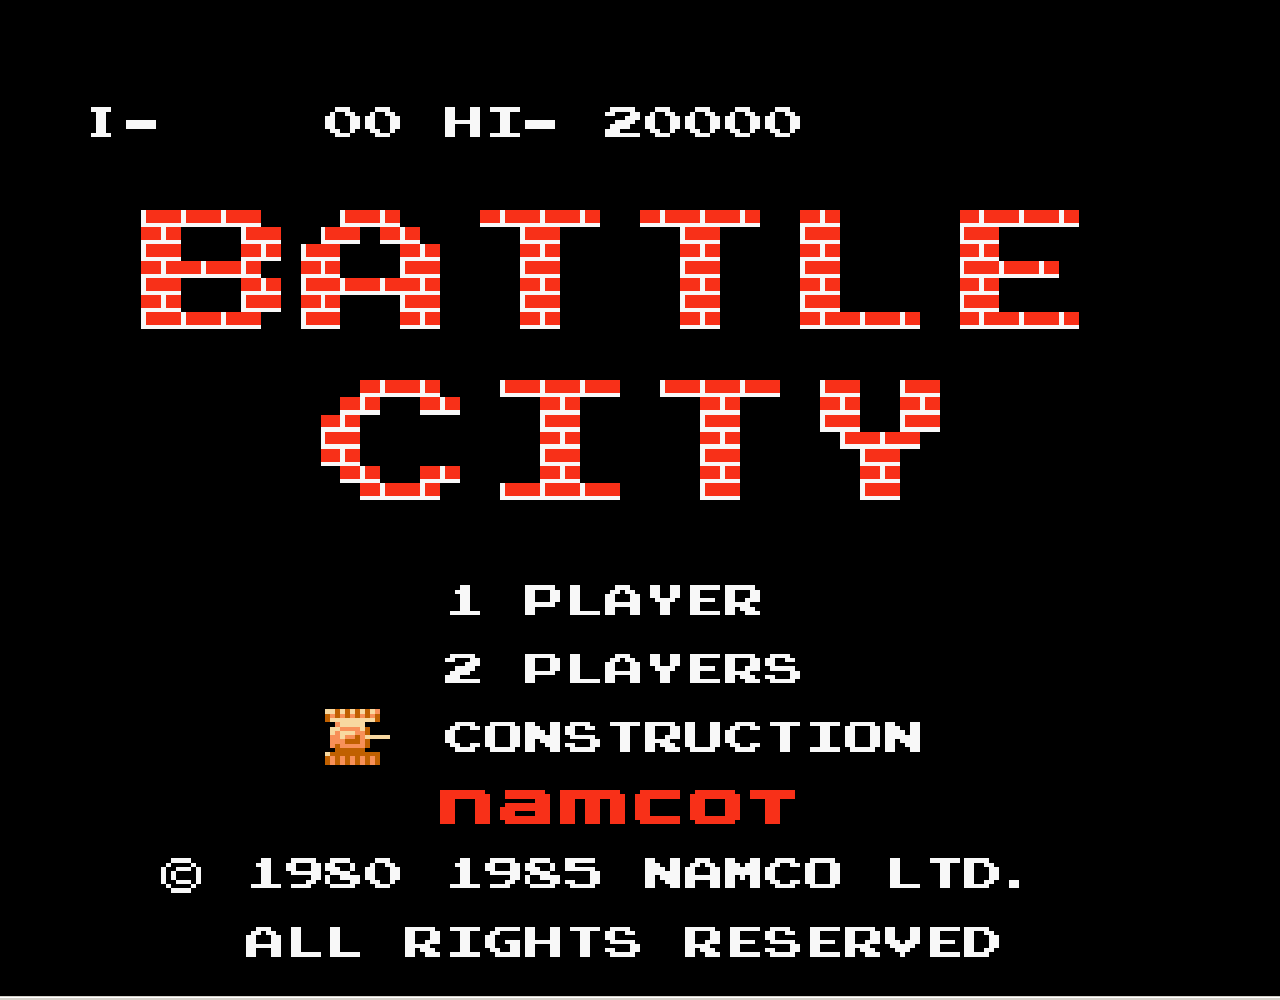 I- 00 HI- 20000
BATTLE
CITY
1 PLAYER
2 PLAYERS
CONSTRUCTION
namcoT
© 1980 1985 NAMCO LTD.
ALL RIGHTS RESERVED